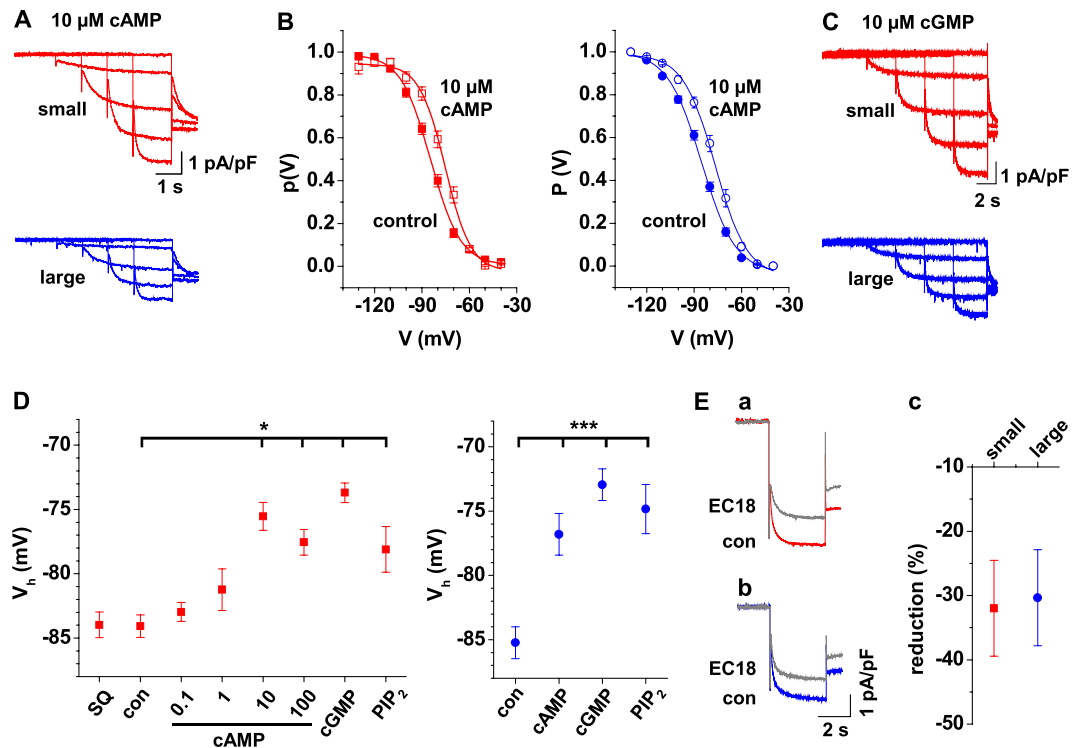 A
10 µM cAMP
small
1 pA/pF
1 s
large
B
1.0
0.8
0.6
0.4
0.2
0.0
p(V)
10 µM
cAMP
control
-120
-90
-60
-30
V (mV)
1.0
0.8
0.6
0.4
0.2
0.0
P (V)
10 µM
cAMP
control
-120
-90
-60
-30
V (mV)
C
10 µM cGMP
small
1 pA/pF
2 s
large
D
*
-70
-75
-80
-85
Vh (mV)
SQ
con
0.1
1
10
100
cGMP
PIP2
cAMP
***
-70
-75
-80
-85
Vh (mV)
con
cAMP
cGMP
PIP2
E
a
EC18
con
b
EC18
con
1 pA/pF
2 s
c
small
large
-10
-20
-30
-40
-50
reduction (%)